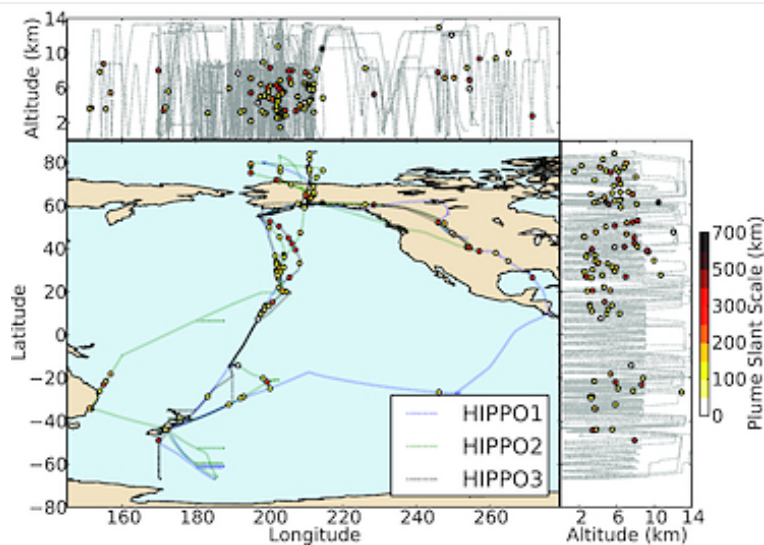 Altitude (km)
14
10
6
2
80
60
40
20
0
−20
−40
−60
−80
Latitude
160 180 200 220 240 260
Longitude
HIPPO1
HIPPO2
HIPPO3
2 6 10 14
Altitude (km)
700
500
400
300
200
100
0
Plume Slant Scale (km)